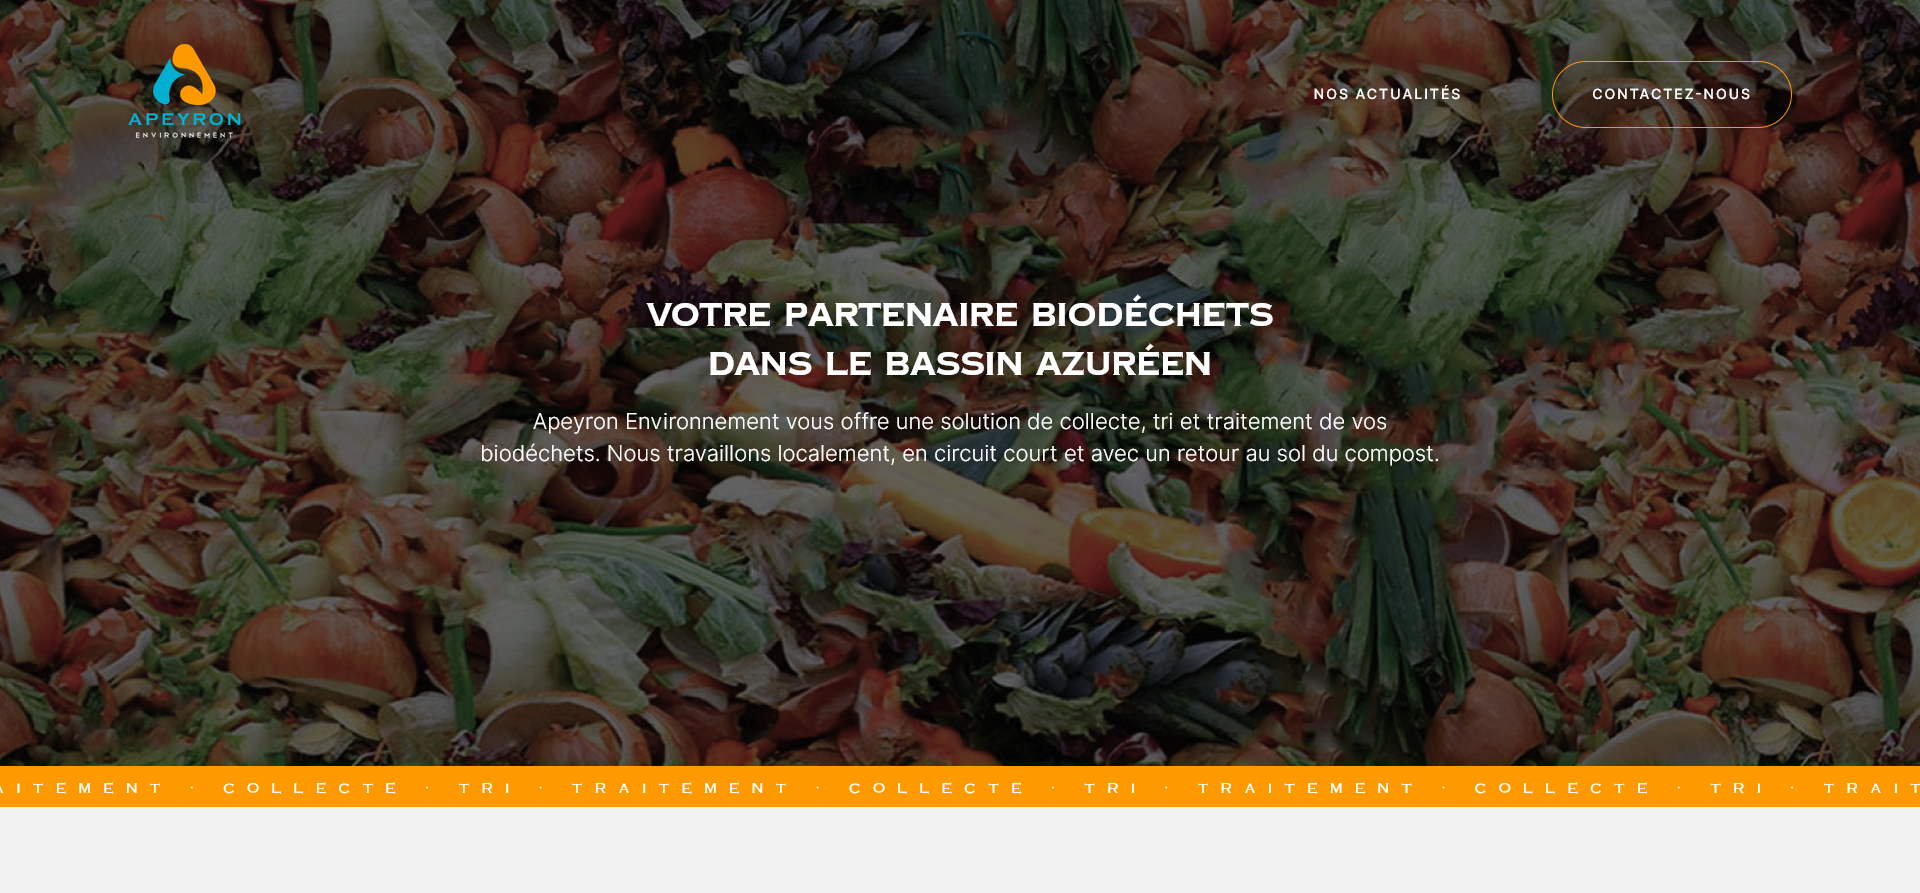 APEYRON
ENVIRONNEMENT
NOS ACTUALITÉS
CONTACTEZ-NOUS
VOTRE PARTENAIRE BIODÉCHETS
DANS LE BASSIN AZURÉEN
Apeyron Environnement vous offre une solution de collecte, tri et traitement de vos
biodéchets. Nous travaillons localement, en circuit court et avec un retour au sol du compost.
AITEMENT · COLLECTE · TRI · TRAITEMENT · COLLECTE · TRI · TRAITEMENT · COLLECTE · TRI · TRAIT